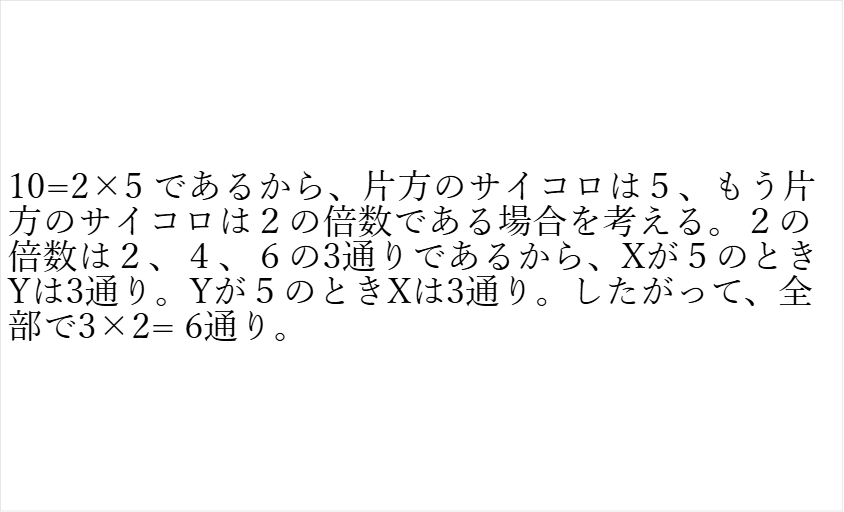 10=2×5 であるから、片方のサイコロは５、もう片
方のサイコロは２の倍数である場合を考える。２の
倍数は２、４、６の3通りであるから、Xが５のとき
Yは3通り。Yが５のときXは3通り。したがって、全
部で3×2= 6通り。